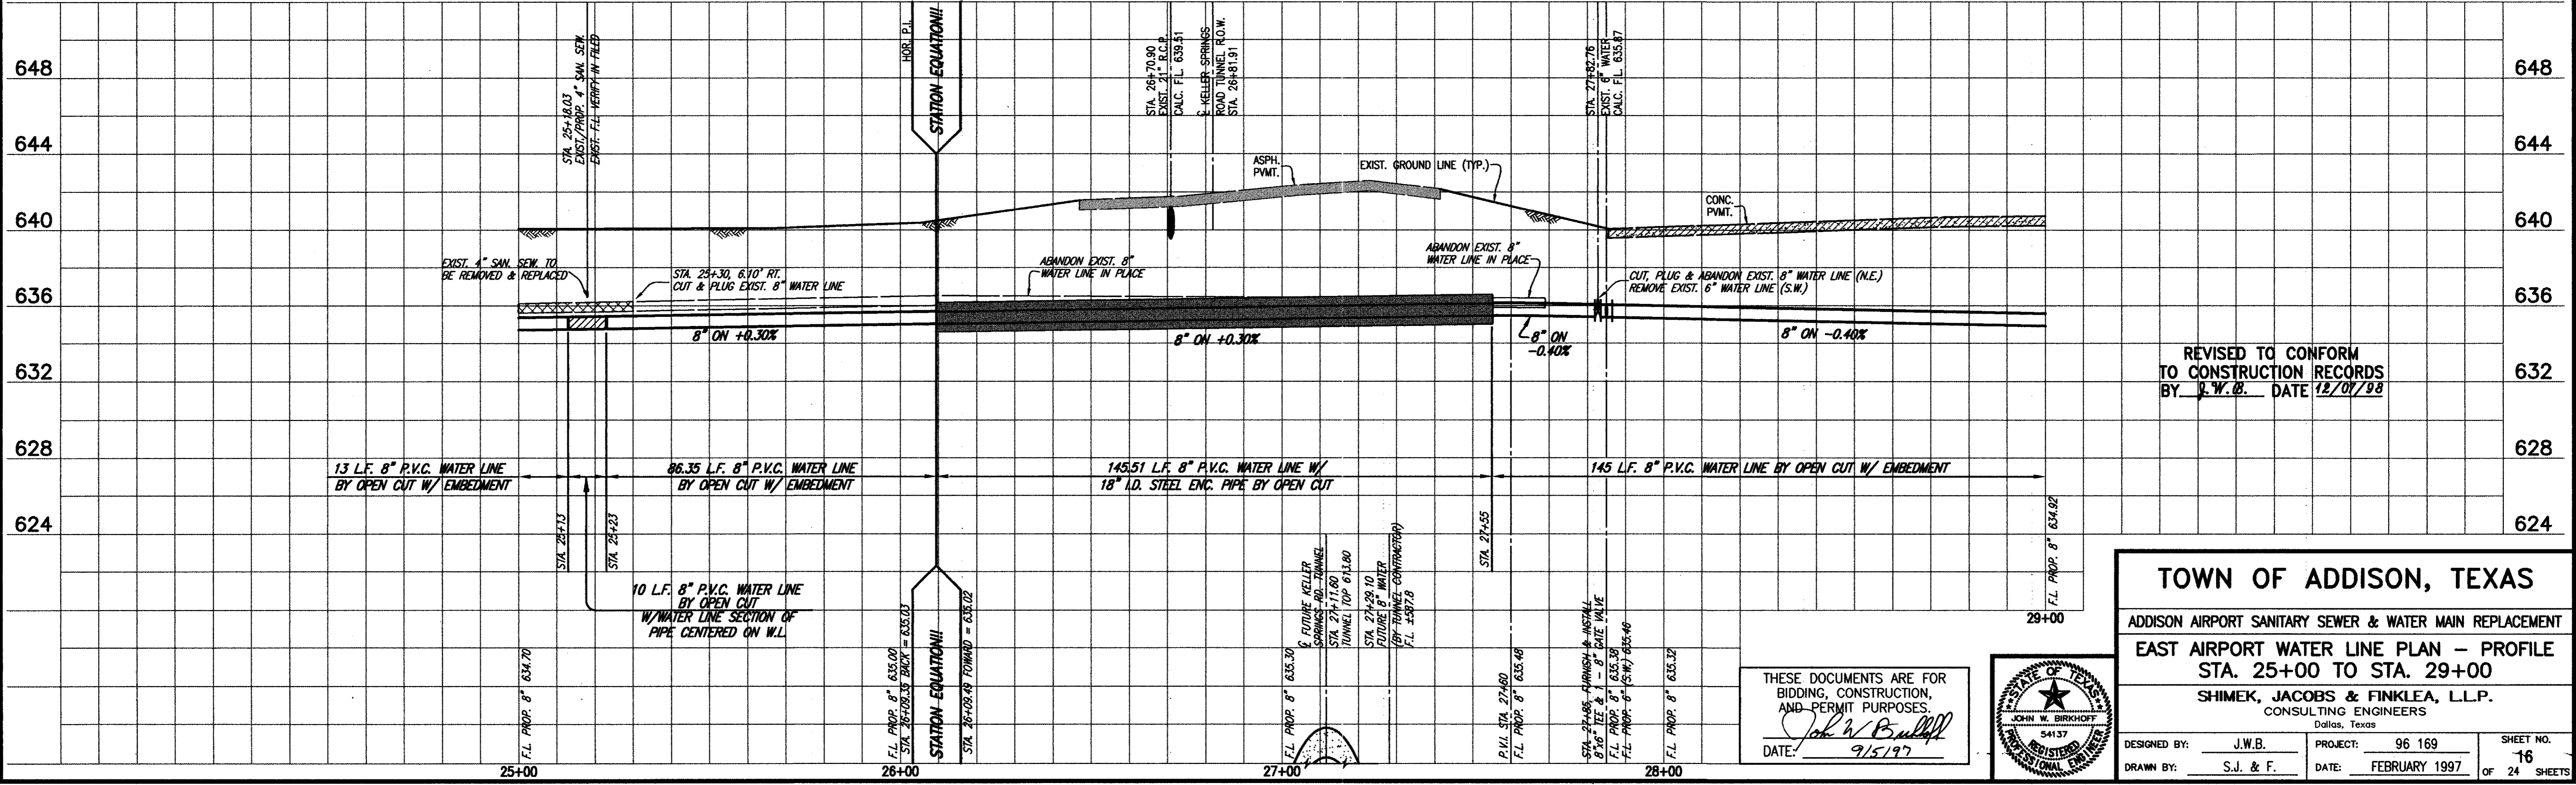 648
644
640
636
632
628
624
648
644
640
636
632
628
624
STA. 25+18.03
EXIST./PROP. 4" SAN. SEW.
EXIST. F.L. VERIFY IN FILED
HOR. P.I.
STATION EQUATION!!
STA. 26+70.90
EXIST. 21" R.C.P.
CALC. F.L. 639.51
℄ KELLER SPRINGS
ROAD TUNNEL R.O.W.
STA. 26+81.91
STA. 27+82.76
EXIST. 6" WATER
CALC. F.L. 635.87
ASPH.
PVMT.
EXIST. GROUND LINE (TYP.)
CONC.
PVMT.
EXIST. 4" SAN. SEW. TO
BE REMOVED & REPLACED
STA. 25+30, 6.10' RT.
CUT & PLUG EXIST. 8" WATER LINE
ABANDON EXIST. 8"
WATER LINE IN PLACE
ABANDON EXIST. 8"
WATER LINE IN PLACE
CUT, PLUG & ABANDON EXIST. 8" WATER LINE (N.E.)
REMOVE EXIST. 6" WATER LINE (S.W.)
8" ON +0.30%
8" ON +0.30%
8" ON
-0.40%
8" ON -0.40%
REVISED TO CONFORM
TO CONSTRUCTION RECORDS
BY J.W.B. DATE 12/07/98
13 L.F. 8" P.V.C. WATER LINE
BY OPEN CUT W/ EMBEDMENT
86.35 L.F. 8" P.V.C. WATER LINE
BY OPEN CUT W/ EMBEDMENT
145.51 L.F. 8" P.V.C. WATER LINE W/
18" I.D. STEEL ENC. PIPE BY OPEN CUT
145 L.F. 8" P.V.C. WATER LINE BY OPEN CUT W/ EMBEDMENT
STA. 25+13
STA. 25+23
10 L.F. 8" P.V.C. WATER LINE
BY OPEN CUT
W/WATER LINE SECTION OF
PIPE CENTERED ON W.L.
F.L. PROP. 8" 634.70
F.L. PROP. 8" 635.00
STA. 26+09.35 BACK = 635.03
STATION EQUATION!!
STA. 26+09.49 FOWARD = 635.02
F.L. PROP. 8" 635.30
℄ FUTURE KELLER
SPRINGS RD. TUNNEL
STA. 27+11.60
TUNNEL TOP 613.80
STA. 27+29.10
FUTURE 8" WATER
(BY TUNNEL CONTRACTOR)
F.L. ±587.8
STA. 27+55
P.V.I. STA. 27+60
F.L. PROP. 8" 635.48
STA. 27+85, FURNISH & INSTALL
8"x6" TEE & 1 - 8" GATE VALVE
F.L. PROP. 8" 635.38
F.L. PROP. 6" (S.W.) 635.46
F.L. PROP. 8" 635.32
F.L. PROP. 8" 634.92
29+00
25+00
26+00
27+00
28+00
THESE DOCUMENTS ARE FOR
BIDDING, CONSTRUCTION,
AND PERMIT PURPOSES.
John W Birkhoff
DATE: 9/5/97
STATE OF TEXAS
JOHN W. BIRKHOFF
54137
REGISTERED
PROFESSIONAL ENGINEER
TOWN OF ADDISON, TEXAS
ADDISON AIRPORT SANITARY SEWER & WATER MAIN REPLACEMENT
EAST AIRPORT WATER LINE PLAN – PROFILE
STA. 25+00 TO STA. 29+00
SHIMEK, JACOBS & FINKLEA, L.L.P.
CONSULTING ENGINEERS
Dallas, Texas
DESIGNED BY: J.W.B. PROJECT: 96 169 SHEET NO.
16
DRAWN BY: S.J. & F. DATE: FEBRUARY 1997 OF 24 SHEETS